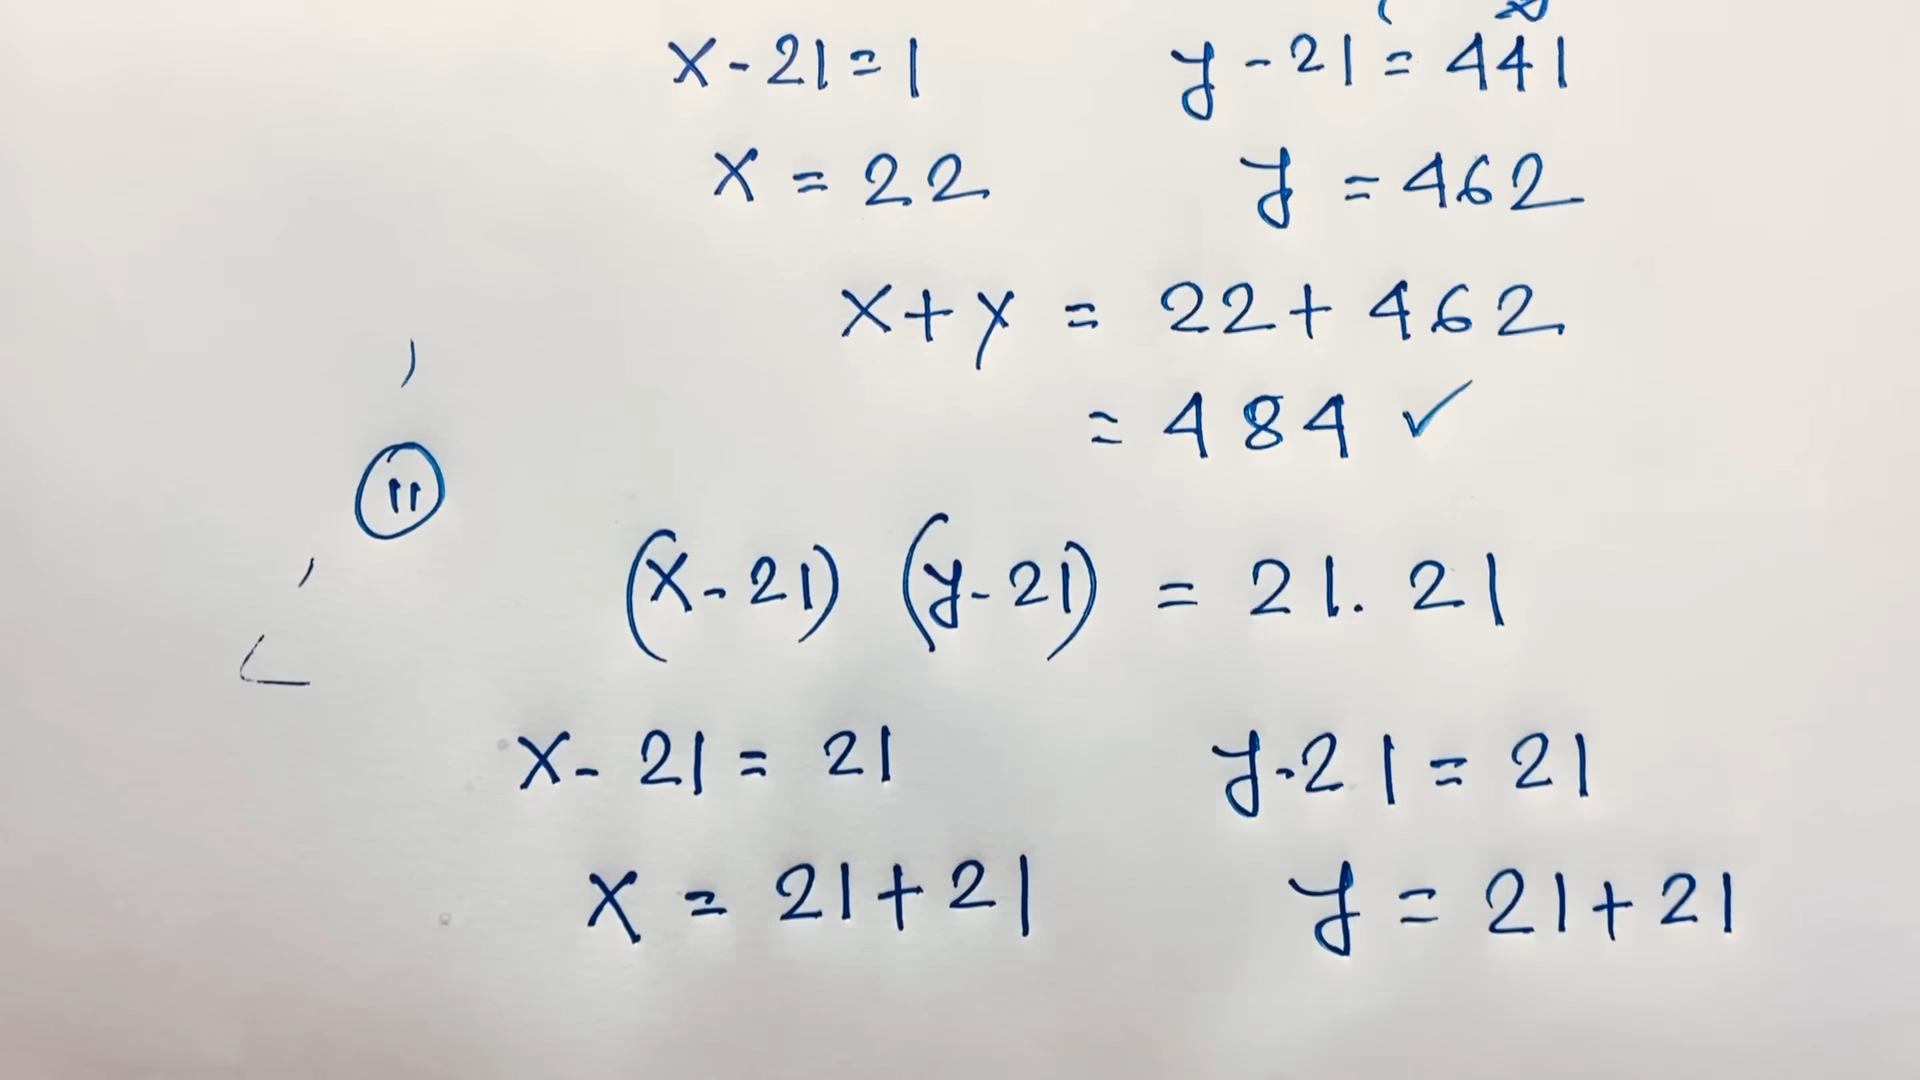 x - 21 = 1 y - 21 = 441
x = 22 y = 462
x + y = 22 + 462
= 484 ✓
(ii)
(x - 21) (y - 21) = 21 . 21
x - 21 = 21 y - 21 = 21
x = 21 + 21 y = 21 + 21